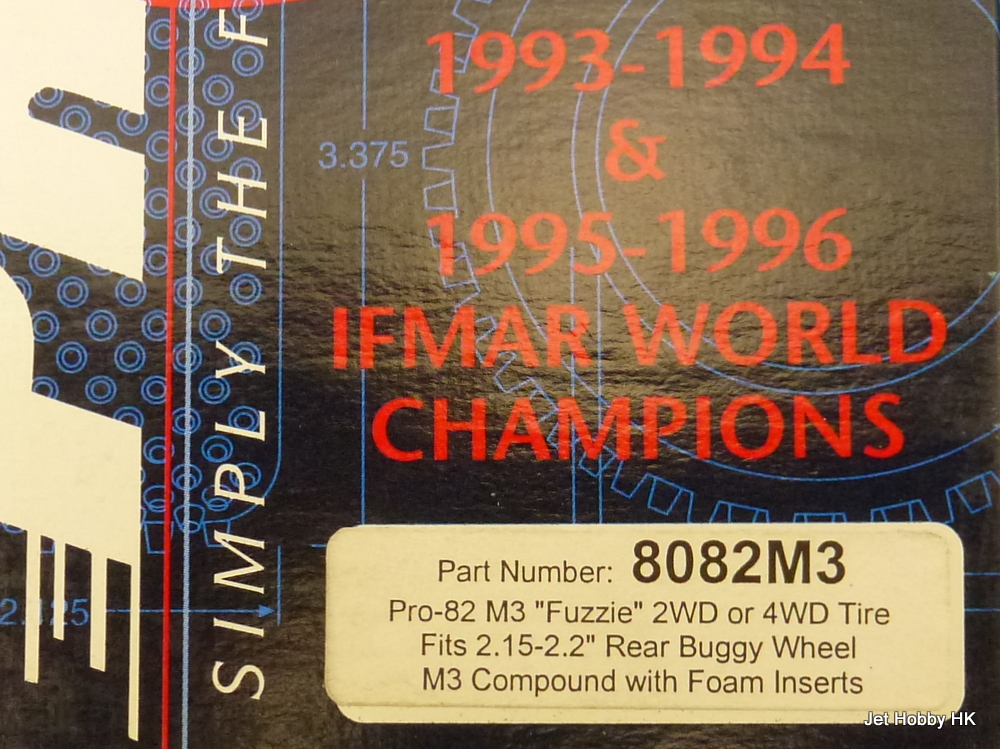 1993-1994
&
1995-1996
IFMAR WORLD
CHAMPIONS
3.375
SIMPLY THE
Part Number: 8082M3
Pro-82 M3 "Fuzzie" 2WD or 4WD Tire
Fits 2.15-2.2" Rear Buggy Wheel
M3 Compound with Foam Inserts
2.125
Jet Hobby HK